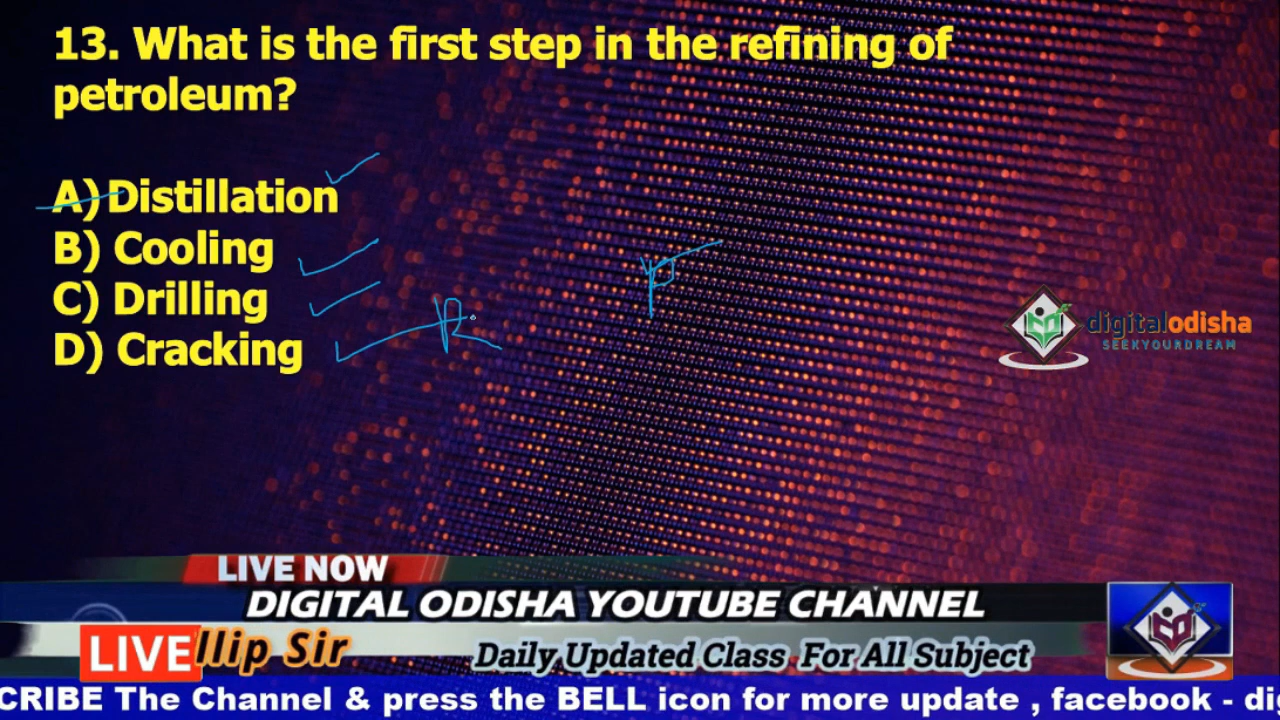 13. What is the first step in the refining of
petroleum?
A) Distillation
B) Cooling
C) Drilling
D) Cracking
R
P
digitalodisha
SEEKYOURDREAM
LIVE NOW
DIGITAL ODISHA YOUTUBE CHANNEL
LIVE llip Sir
Daily Updated Class For All Subject
CRIBE The Channel & press the BELL icon for more update , facebook - di